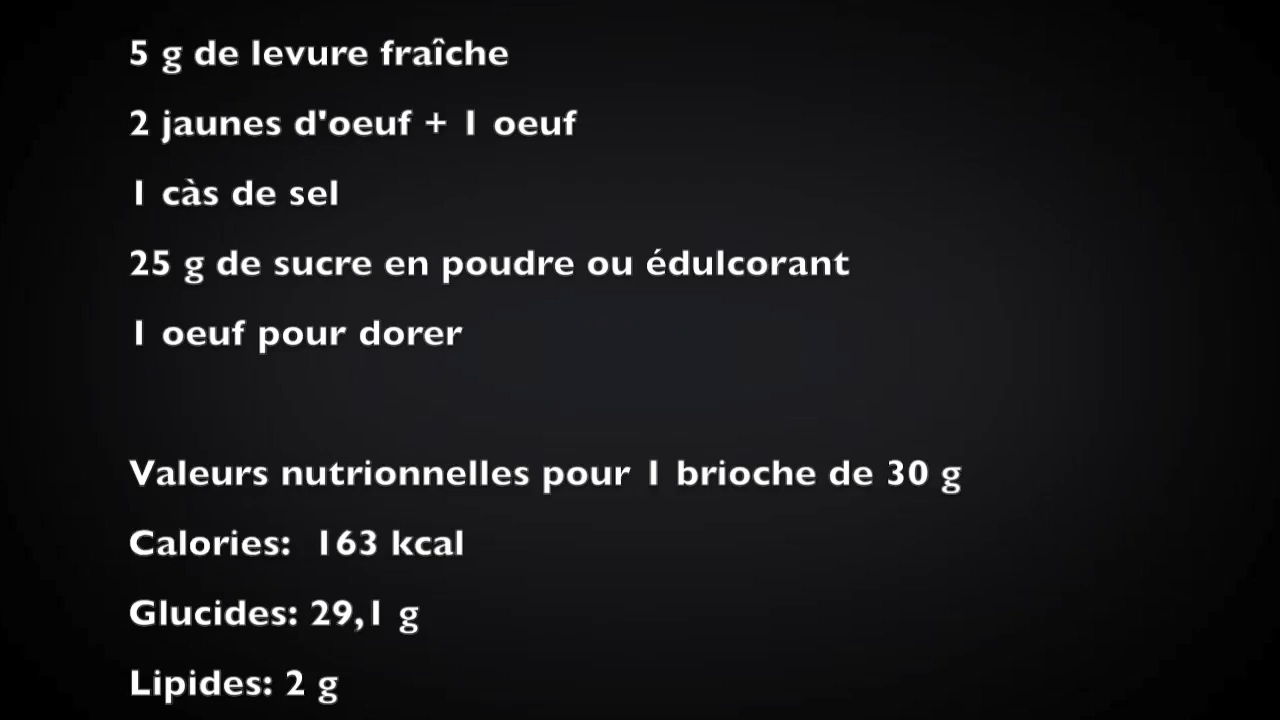 5 g de levure fraîche
2 jaunes d'oeuf + 1 oeuf
1 càs de sel
25 g de sucre en poudre ou édulcorant
1 oeuf pour dorer
Valeurs nutrionnelles pour 1 brioche de 30 g
Calories:  163 kcal
Glucides: 29,1 g
Lipides: 2 g